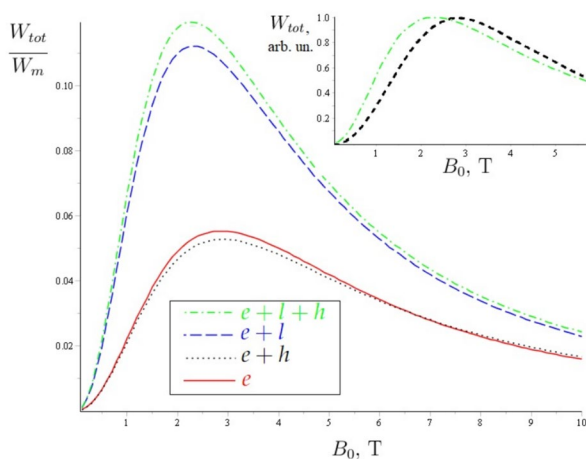 W_tot
W_m
0.10
0.08
0.06
0.04
0.02
1 2 3 4 5 6 7 8 9 10
B_0, T
e + l + h
e + l
e + h
e
W_tot,
arb. un.
1.0
0.8
0.6
0.4
0.2
1 2 3 4 5
B_0, T